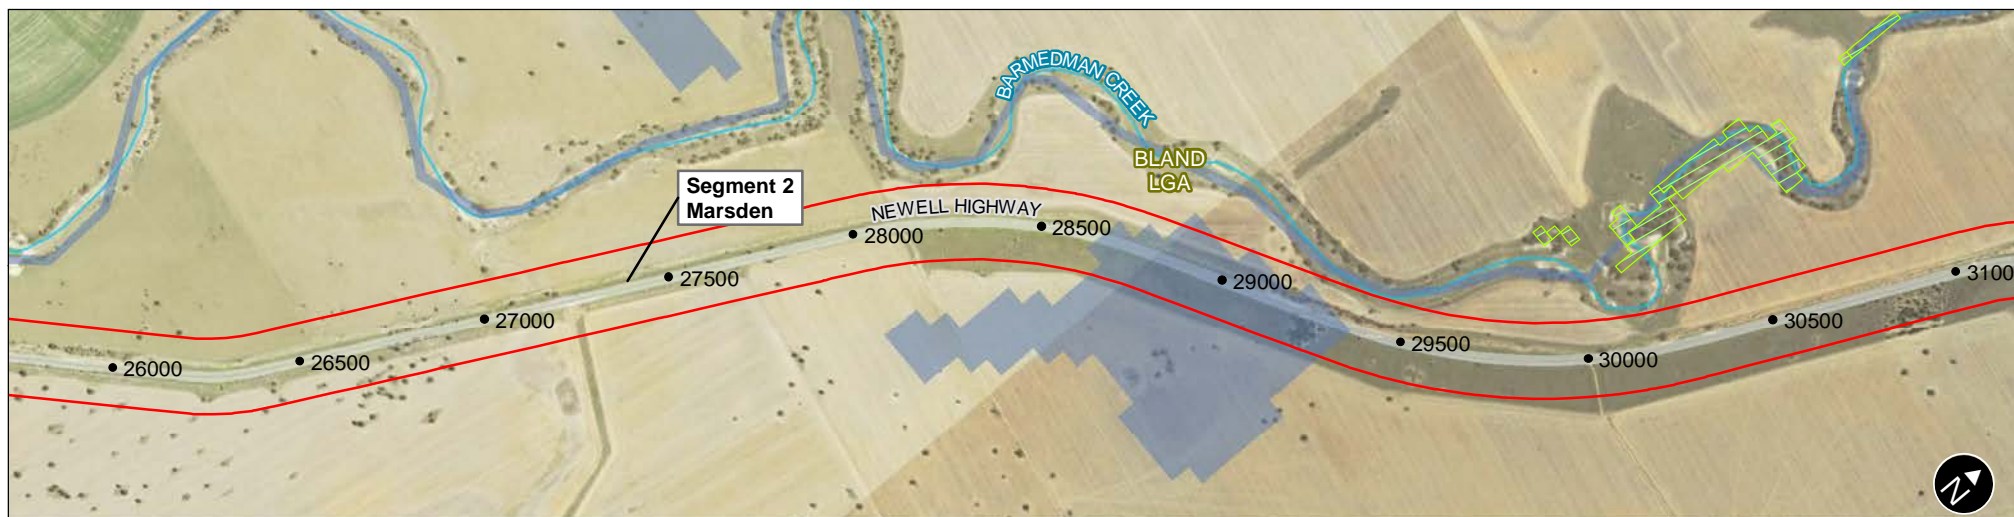 BARMEDMAN CREEK
BLAND
LGA
Segment 2
Marsden
NEWELL HIGHWAY
26000
26500
27000
27500
28000
28500
29000
29500
30000
30500
3100
N